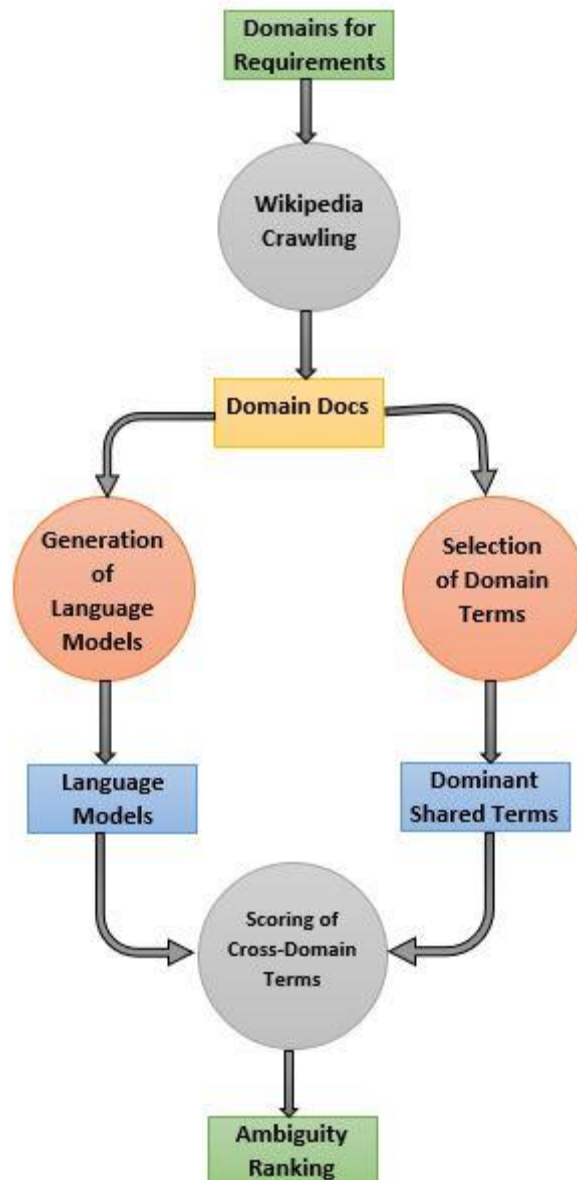 Domains for
Requirements
Wikipedia
Crawling
Domain Docs
Generation
of
Language
Models
Selection
of Domain
Terms
Language
Models
Dominant
Shared Terms
Scoring of
Cross-Domain
Terms
Ambiguity
Ranking